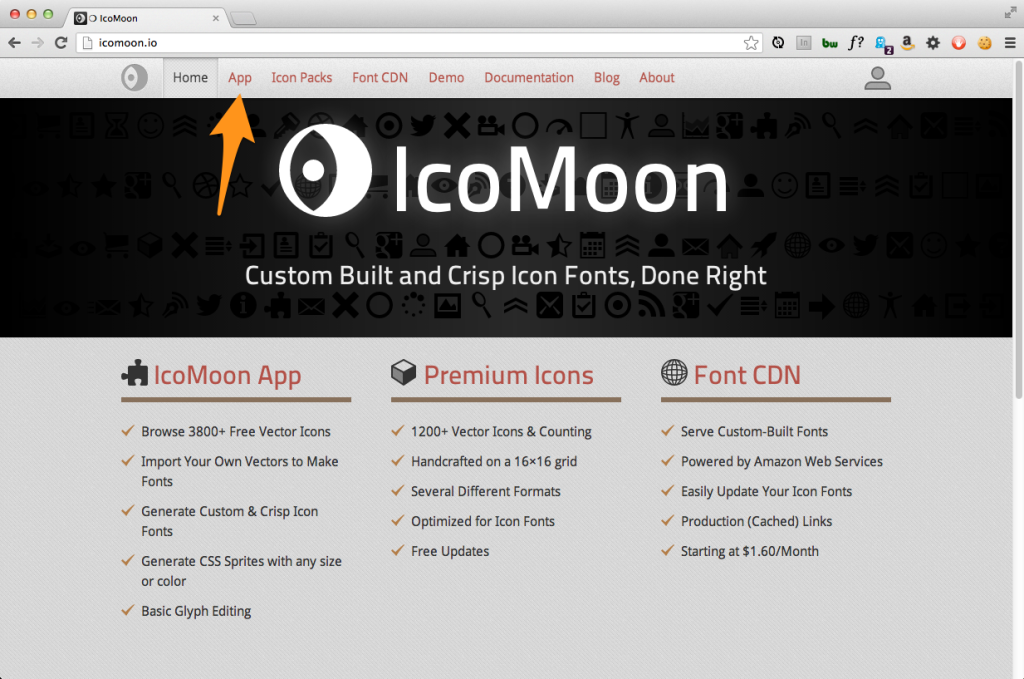 IcoMoon
icomoon.io
bw f? 2 a
Home App Icon Packs Font CDN Demo Documentation Blog About
IcoMoon
Custom Built and Crisp Icon Fonts, Done Right
IcoMoon App
Browse 3800+ Free Vector Icons
Import Your Own Vectors to Make
Fonts
Generate Custom & Crisp Icon
Fonts
Generate CSS Sprites with any size
or color
Basic Glyph Editing
Premium Icons
1200+ Vector Icons & Counting
Handcrafted on a 16×16 grid
Several Different Formats
Optimized for Icon Fonts
Free Updates
Font CDN
Serve Custom-Built Fonts
Powered by Amazon Web Services
Easily Update Your Icon Fonts
Production (Cached) Links
Starting at $1.60/Month